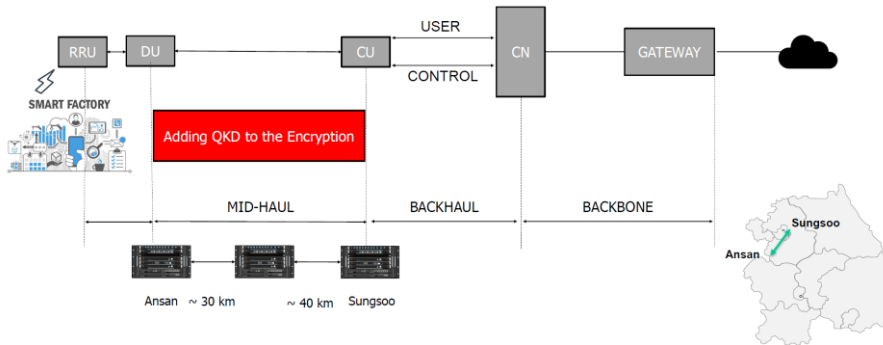 USER
RRU
DU
CU
CN
GATEWAY
CONTROL
SMART FACTORY
Adding QKD to the Encryption
MID-HAUL
BACKHAUL
BACKBONE
Sungsoo
Ansan
Ansan ~ 30 km ~ 40 km Sungsoo